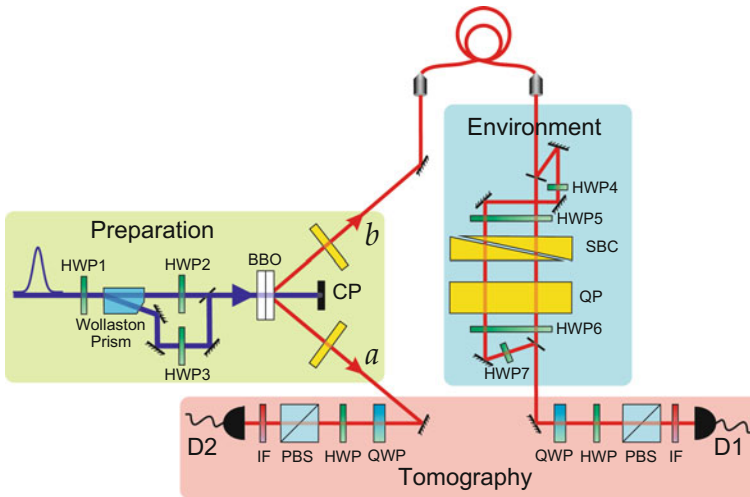 Environment
HWP4
HWP5
SBC
QP
HWP6
HWP7
Preparation
HWP1
Wollaston
Prism
HWP2
HWP3
BBO
CP
b
a
D2
IF
PBS
HWP
QWP
Tomography
QWP
HWP
PBS
IF
D1